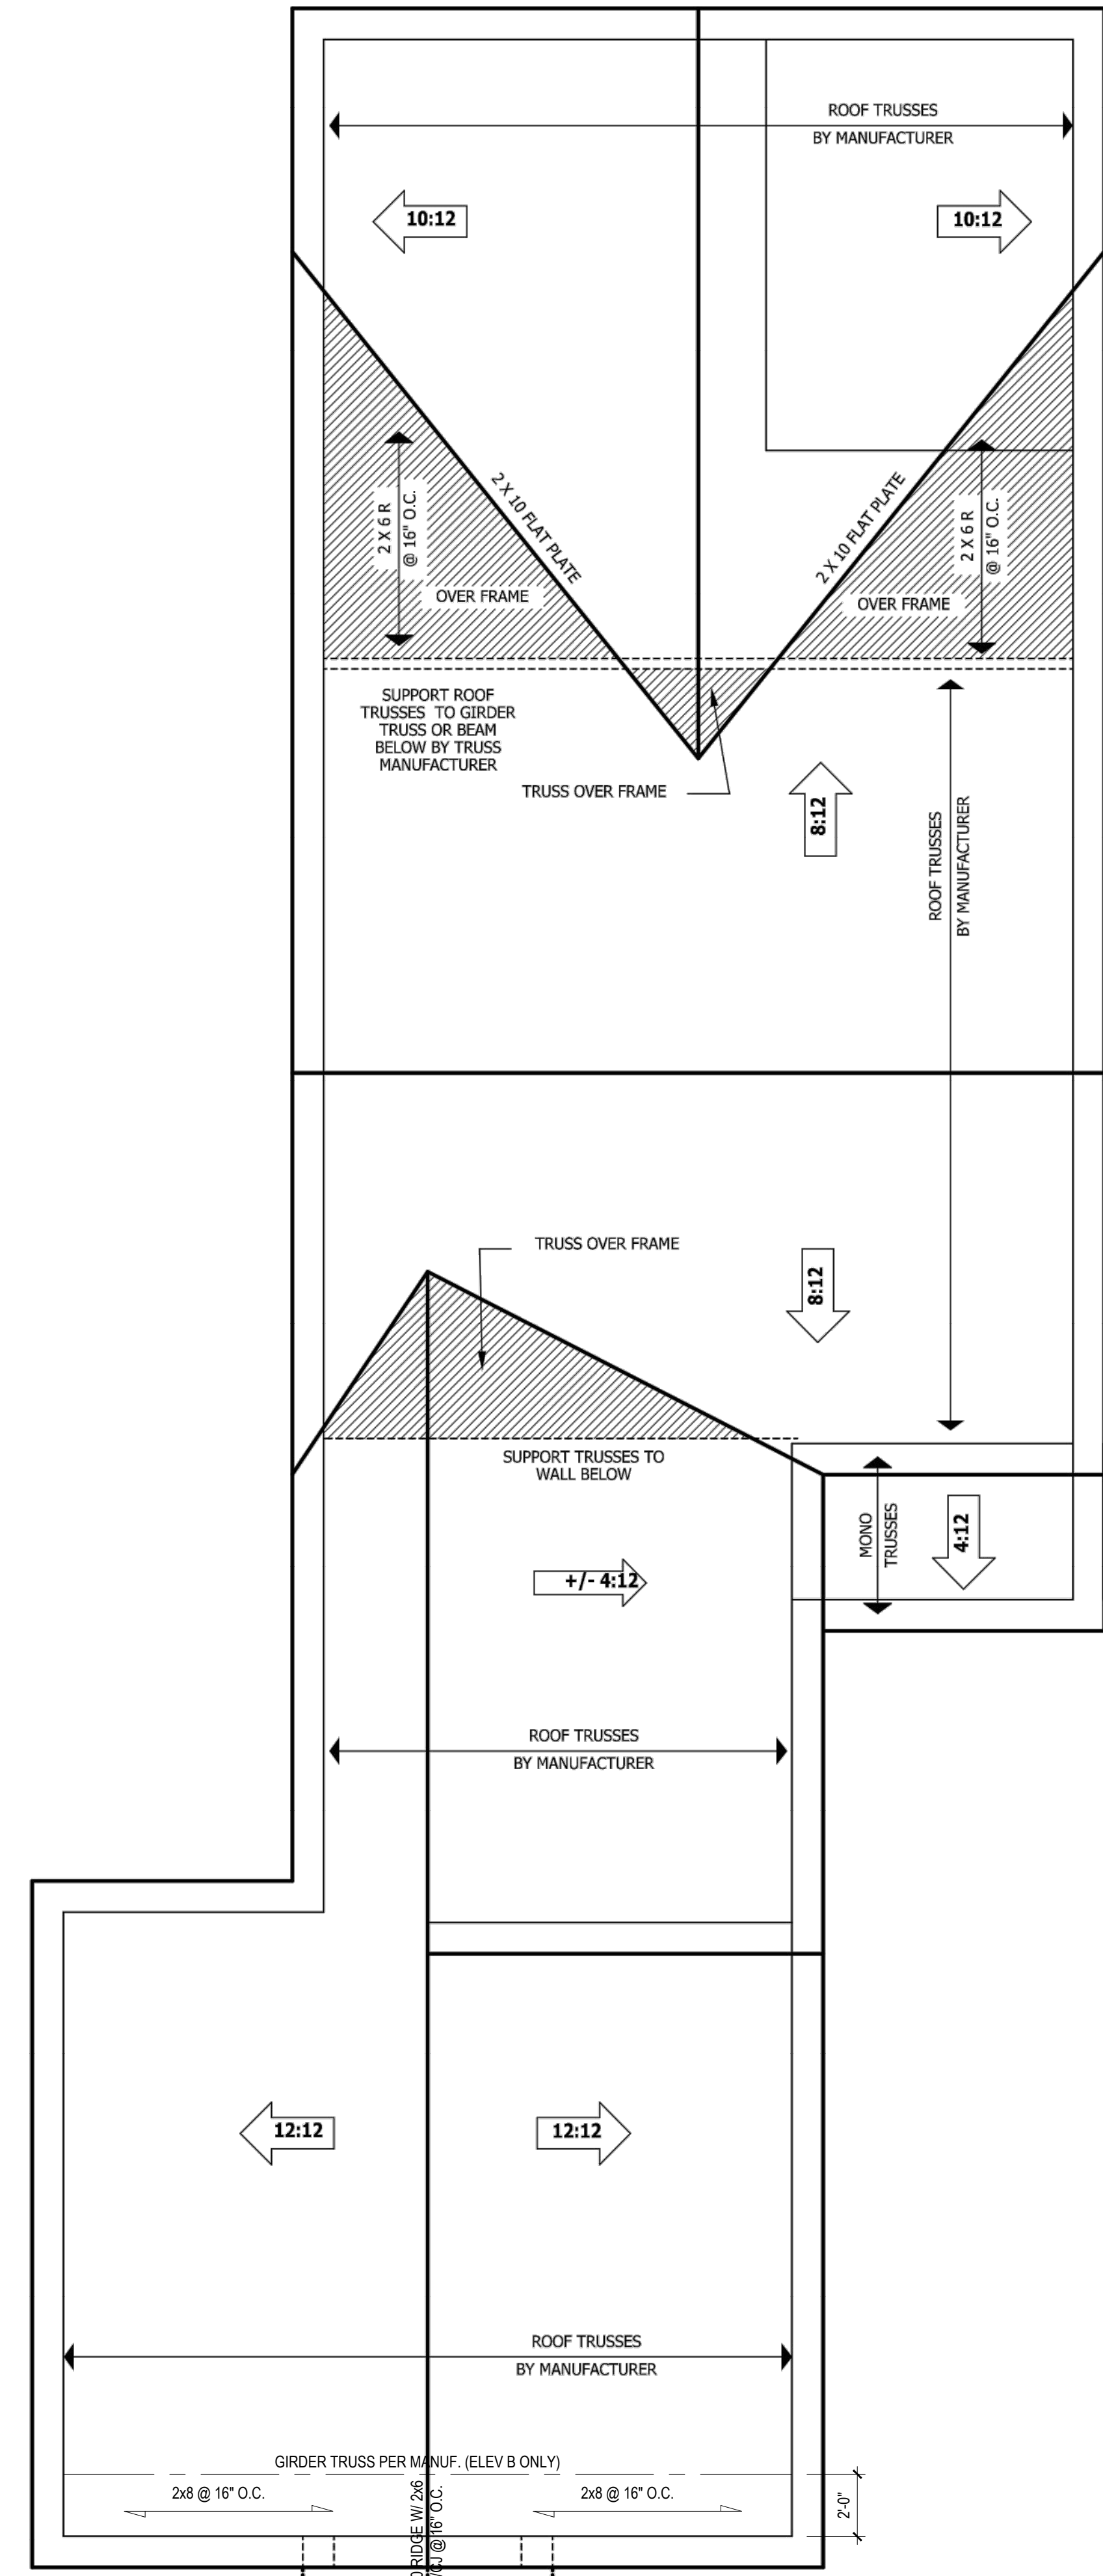 ROOF TRUSSES
BY MANUFACTURER
10:12
10:12
2 X 10 FLAT PLATE
2 X 10 FLAT PLATE
2 X 6 R
@ 16" O.C.
2 X 6 R
@ 16" O.C.
OVER FRAME
OVER FRAME
SUPPORT ROOF
TRUSSES TO GIRDER
TRUSS OR BEAM
BELOW BY TRUSS
MANUFACTURER
TRUSS OVER FRAME
8:12
ROOF TRUSSES
BY MANUFACTURER
TRUSS OVER FRAME
8:12
SUPPORT TRUSSES TO
WALL BELOW
MONO
TRUSSES
4:12
+/- 4:12
ROOF TRUSSES
BY MANUFACTURER
12:12
12:12
ROOF TRUSSES
BY MANUFACTURER
GIRDER TRUSS PER MANUF. (ELEV B ONLY)
2x8 @ 16" O.C.
2x8 @ 16" O.C.
RIDGE W/ 2x6
@ 16" O.C.
2'-0"